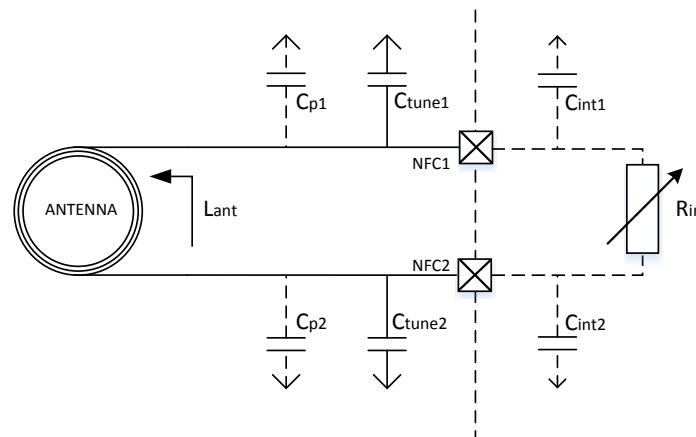 Cp1
Ctune1
Cint1
NFC1
ANTENNA
Lant
Rin
NFC2
Cp2
Ctune2
Cint2